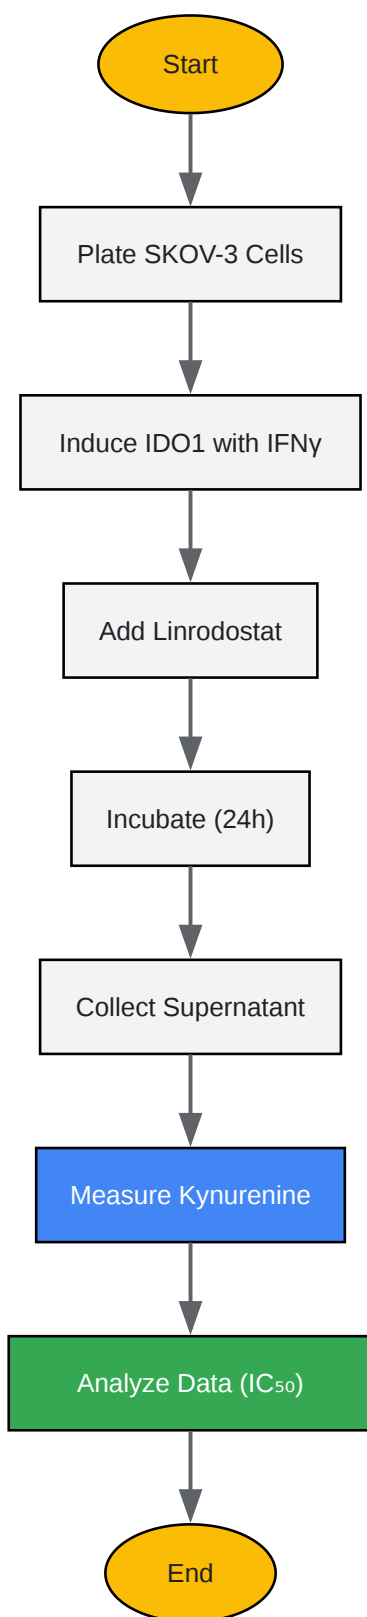 Start
Plate SKOV-3 Cells
Induce IDO1 with IFNγ
Add Linrodostat
Incubate (24h)
Collect Supernatant
Measure Kynurenine
Analyze Data (IC₅₀)
End